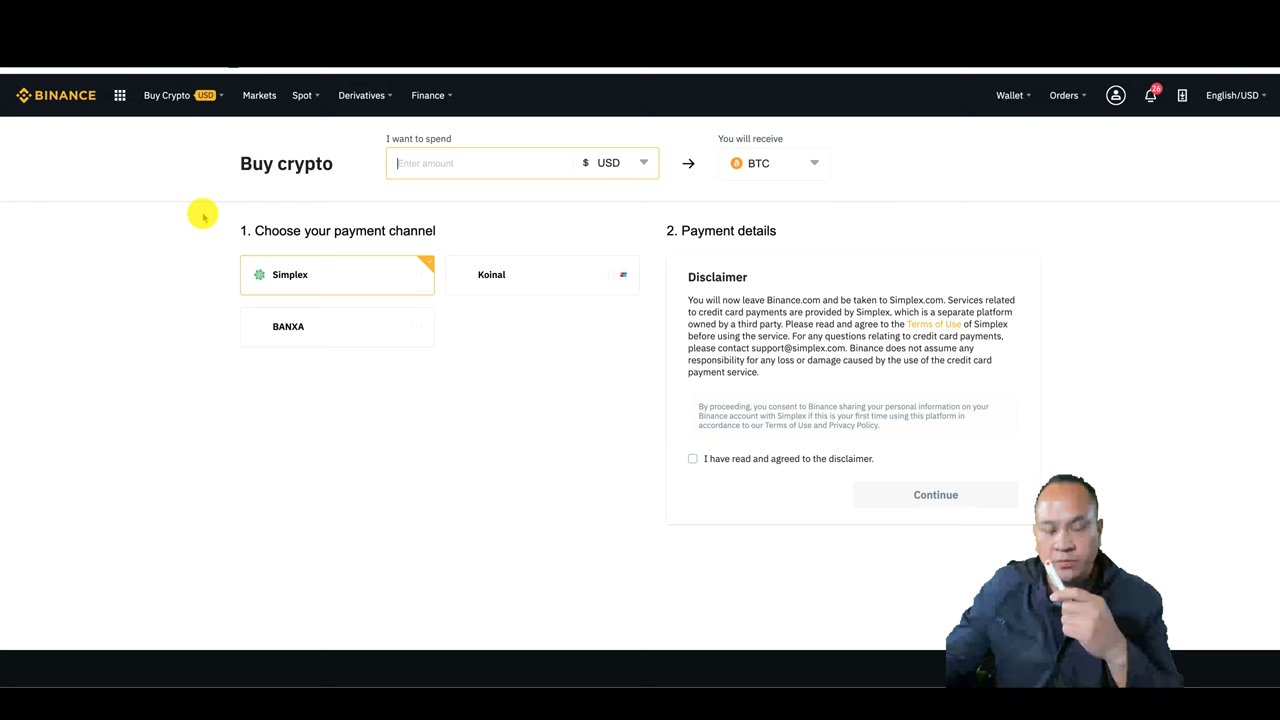 BINANCE
Buy Crypto USD
Markets
Spot
Derivatives
Finance
Wallet
Orders
26
English/USD
Buy crypto
I want to spend
Enter amount
$ USD
You will receive
BTC
1. Choose your payment channel
Simplex
Koinal
BANXA
2. Payment details
Disclaimer
You will now leave Binance.com and be taken to Simplex.com. Services related
to credit card payments are provided by Simplex, which is a separate platform
owned by a third party. Please read and agree to the Terms of Use of Simplex
before using the service. For any questions relating to credit card payments,
please contact support@simplex.com. Binance does not assume any
responsibility for any loss or damage caused by the use of the credit card
payment service.
By proceeding, you consent to Binance sharing your personal information on your
Binance account with Simplex if this is your first time using this platform in
accordance to our Terms of Use and Privacy Policy.
I have read and agreed to the disclaimer.
Continue